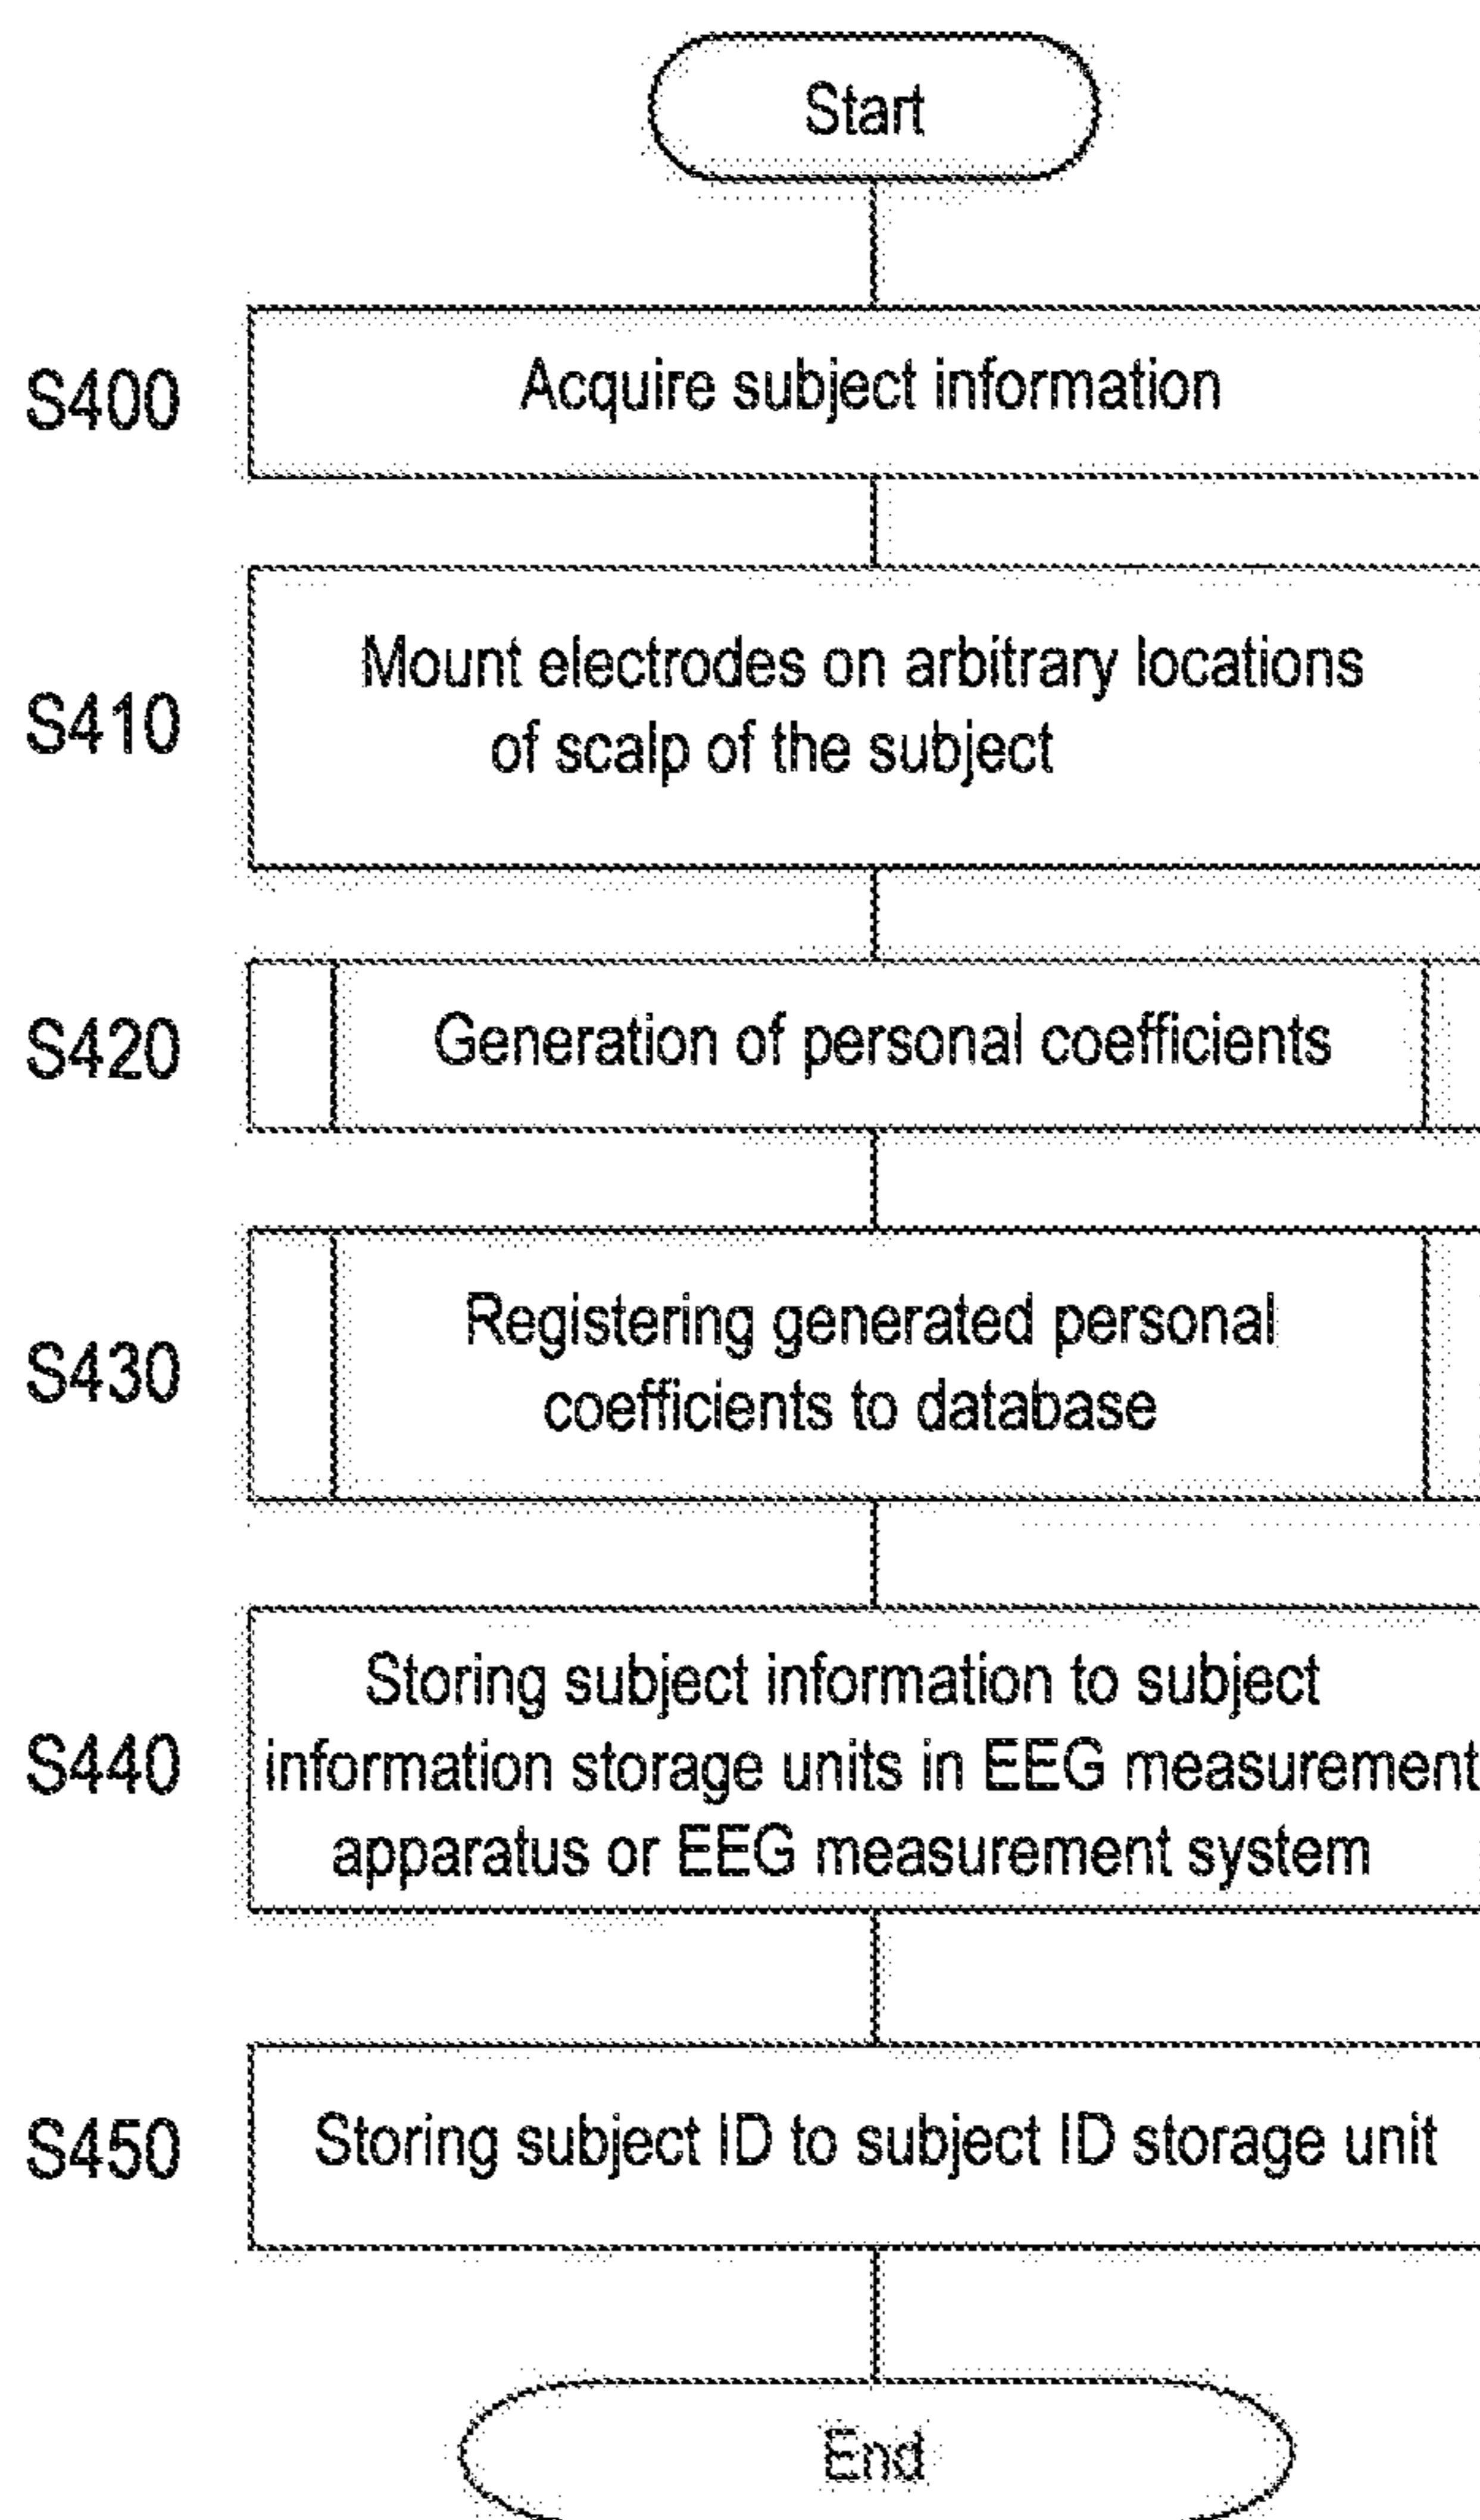 Start
S400
Acquire subject information
S410
Mount electrodes on arbitrary locations
of scalp of the subject
S420
Generation of personal coefficients
S430
Registering generated personal
coefficients to database
S440
Storing subject information to subject
information storage units in EEG measurement
apparatus or EEG measurement system
S450
Storing subject ID to subject ID storage unit
End